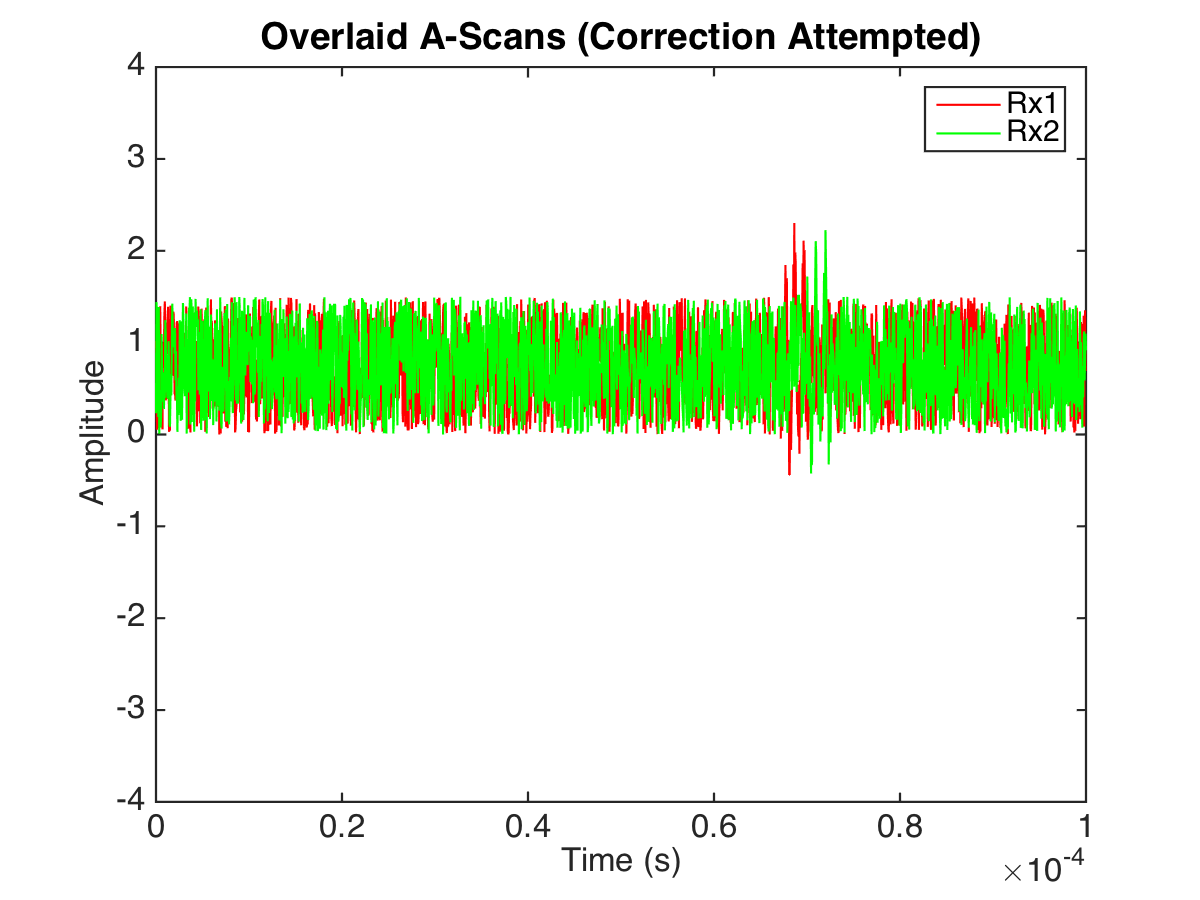 Overlaid A-Scans (Correction Attempted)
Rx1
Rx2
4
3
2
1
0
-1
-2
-3
-4
Amplitude
0 0.2 0.4 0.6 0.8 1
Time (s)
×10⁻⁴